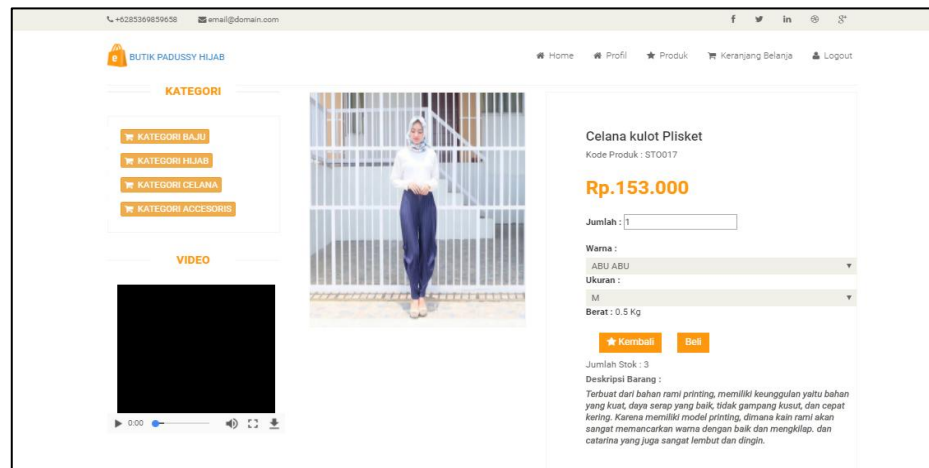 +6285369859658 email@domain.com
BUTIK PADUSSY HIJAB
Home Profil Produk Keranjang Belanja Logout
KATEGORI
KATEGORI BAJU
KATEGORI HIJAB
KATEGORI CELANA
KATEGORI ACCESORIS
VIDEO
0:00
Celana kulot Plisket
Kode Produk : STO017
Rp.153.000
Jumlah : 1
Warna :
ABU ABU
Ukuran :
M
Berat : 0.5 Kg
Kembali Beli
Jumlah Stok : 3
Deskripsi Barang :
Terbuat dari bahan rami printing, memiliki keunggulan yaitu bahan
yang kuat, daya serap yang baik, tidak gampang kusut, dan cepat
kering. Karena memiliki model printing, dimana kain rami akan
sangat memancarkan warna dengan baik dan mengkilap. dan
catarina yang juga sangat lembut dan dingin.